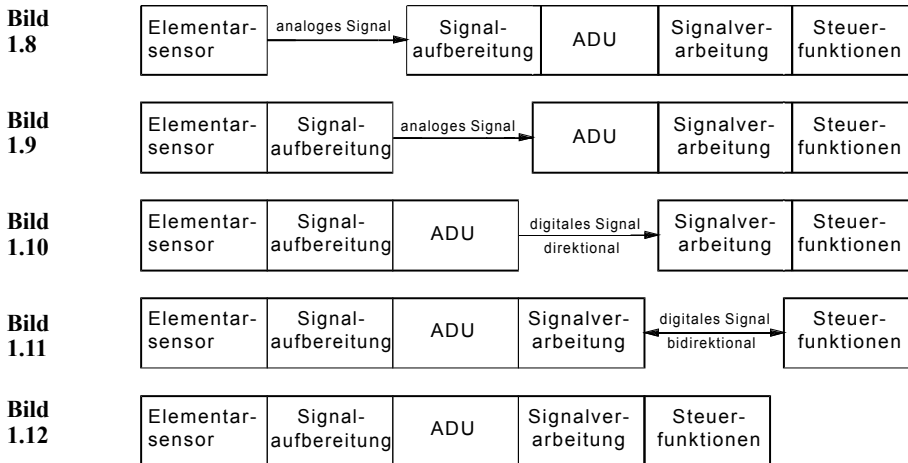 Bild
1.8
Elementar-
sensor
analoges Signal
Signal-
aufbereitung
ADU
Signalver-
arbeitung
Steuer-
funktionen
Bild
1.9
Elementar-
sensor
Signal-
aufbereitung
analoges Signal
ADU
Signalver-
arbeitung
Steuer-
funktionen
Bild
1.10
Elementar-
sensor
Signal-
aufbereitung
ADU
digitales Signal
direktional
Signalver-
arbeitung
Steuer-
funktionen
Bild
1.11
Elementar-
sensor
Signal-
aufbereitung
ADU
Signalver-
arbeitung
digitales Signal
bidirektional
Steuer-
funktionen
Bild
1.12
Elementar-
sensor
Signal-
aufbereitung
ADU
Signalver-
arbeitung
Steuer-
funktionen